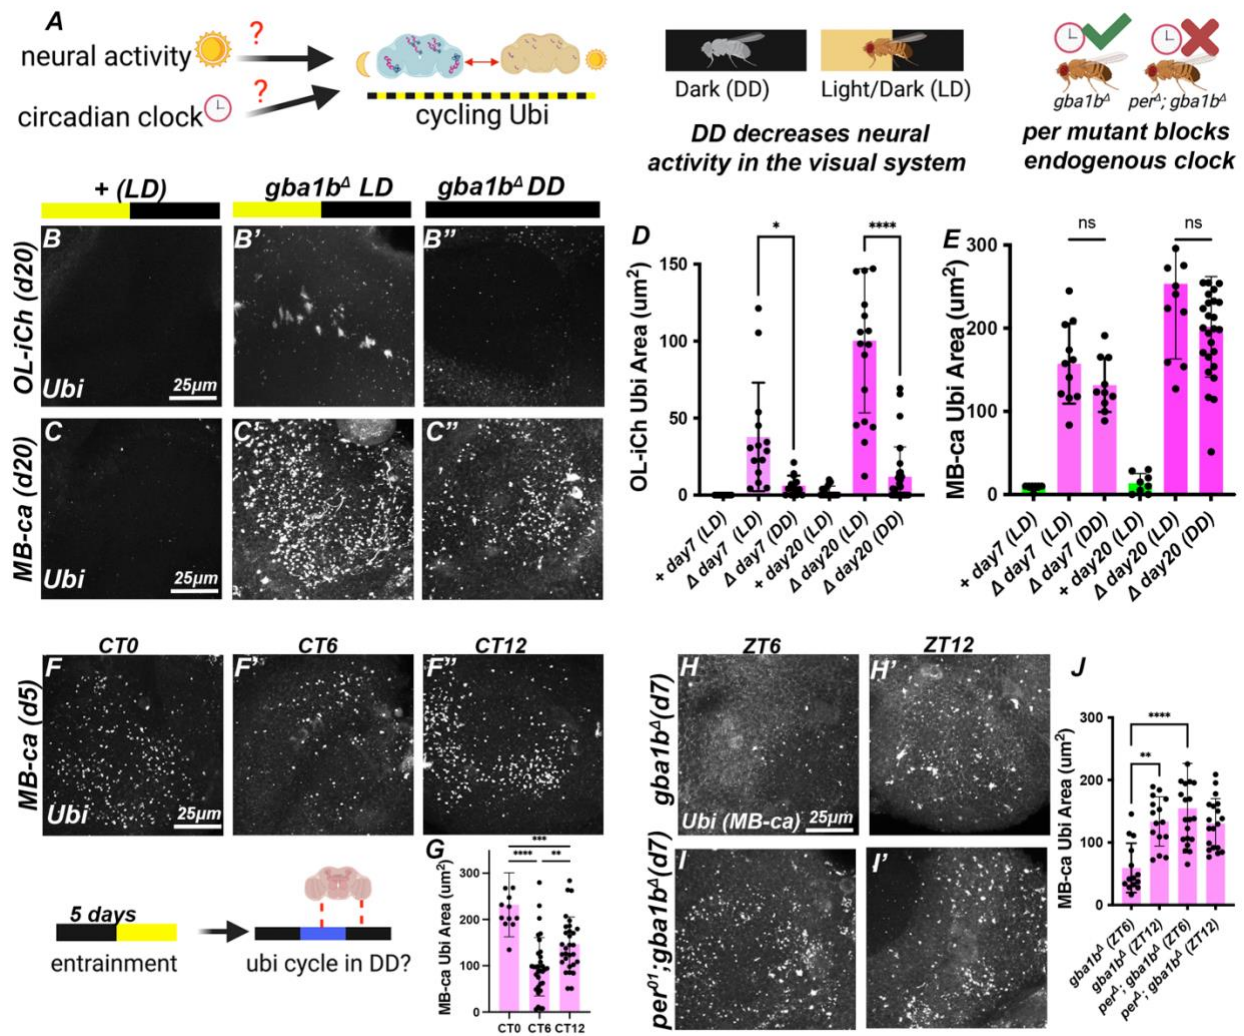 A
neural activity
?
circadian clock
?
cycling Ubi
Dark (DD)
Light/Dark (LD)
DD decreases neural
activity in the visual system
gba1bΔ
perΔ; gba1bΔ
per mutant blocks
endogenous clock
+ (LD)
gba1bΔ LD
gba1bΔ DD
OL-iCh (d20)
B
Ubi
25µm
B'
B"
MB-ca (d20)
C
Ubi
25µm
C'
C"
D
OL-iCh Ubi Area (um2)
150
100
50
0
*
****
+ day7 (LD)
Δ day7 (LD)
Δ day7 (DD)
+ day20 (LD)
Δ day20 (LD)
Δ day20 (DD)
E
MB-ca Ubi Area (um2)
300
200
100
0
ns
ns
+ day7 (LD)
Δ day7 (LD)
Δ day7 (DD)
+ day20 (LD)
Δ day20 (LD)
Δ day20 (DD)
CT0
CT6
CT12
MB-ca (d5)
F
Ubi
25µm
F'
F"
5 days
entrainment
ubi cycle in DD?
G
MB-ca Ubi Area (um2)
300
200
100
0
***
****
**
CT0
CT6
CT12
ZT6
ZT12
gba1bΔ(d7)
H
Ubi (MB-ca)
25µm
H'
per01;gba1bΔ(d7)
I
I'
J
MB-ca Ubi Area (um2)
300
200
100
0
****
**
gba1bΔ (ZT6)
gba1bΔ (ZT12)
perΔ; gba1bΔ (ZT6)
perΔ; gba1bΔ (ZT12)